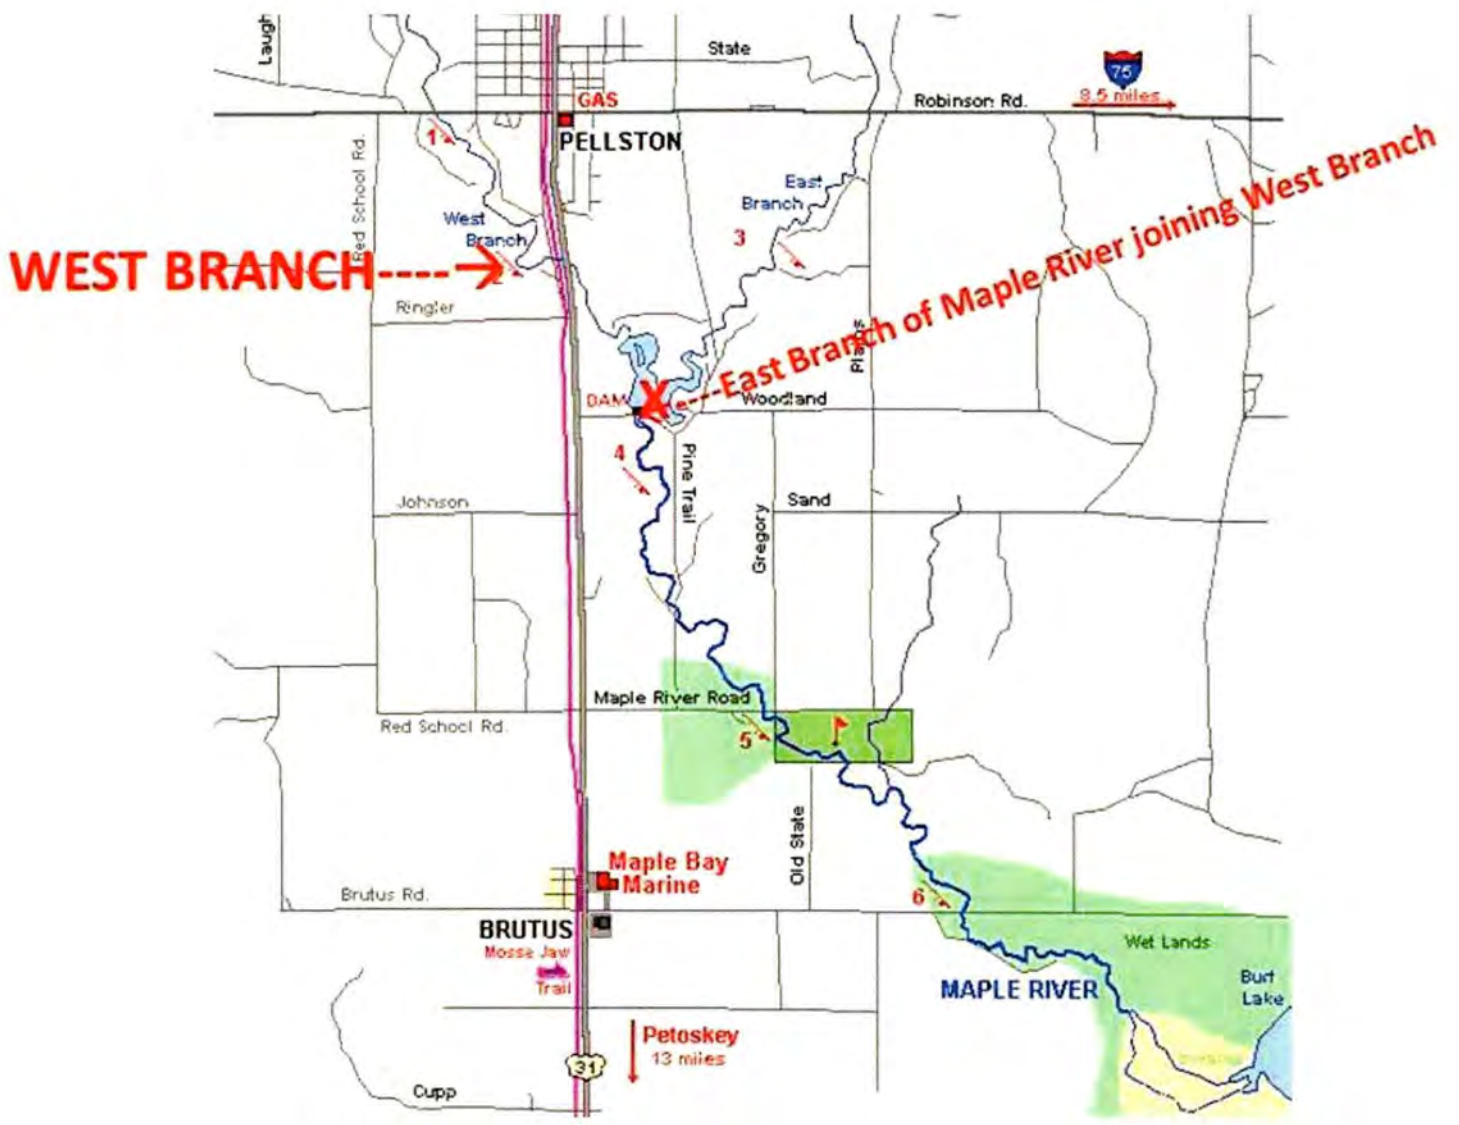 Laugh
State
75
8.5 miles
GAS
Robinson Rd.
PELLSTON
1
Red School Rd.
East
Branch
3
West
Branch
WEST BRANCH---->
2
East Branch of Maple River joining West Branch
Ringler
Plains
DAM
X
Woodland
4
Pine Trail
Johnson
Sand
Gregory
Maple River Road
Red School Rd.
5
Old State
Maple Bay
Marine
Brutus Rd.
6
BRUTUS
Mosse Jaw
Trail
Wet Lands
MAPLE RIVER
Burt
Lake
Petoskey
13 miles
31
Cupp